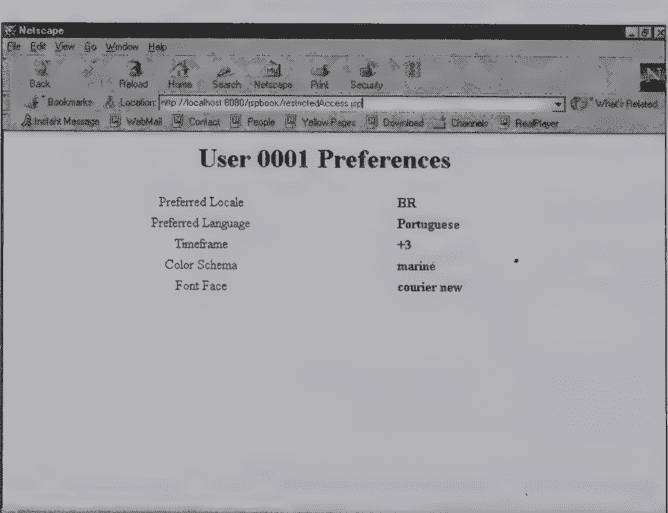 Netscape
File Edit View Go Window Help
Back Reload Home Search Netscape Print Security
Bookmarks Location: http://localhost:8080/jspbook/restrictedAccess.jsp What's Related
Instant Message WebMail Contact People Yellow Pages Download Channels RealPlayer
User 0001 Preferences
Preferred Locale BR
Preferred Language Portuguese
Timeframe +3
Color Schema marine
Font Face courier new